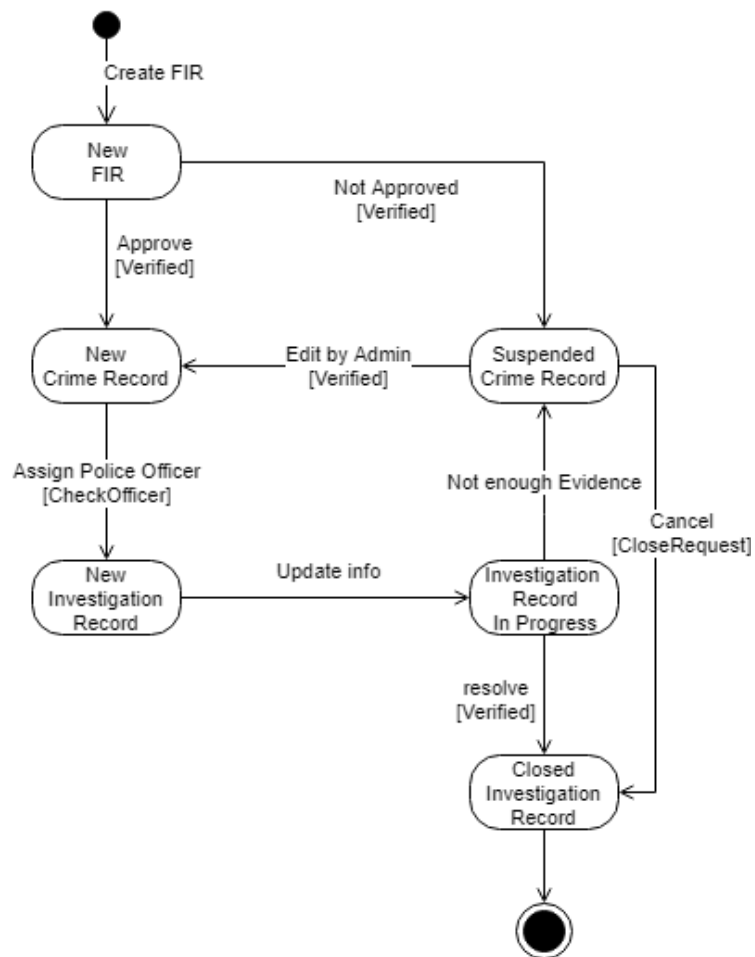 Create FIR
New
FIR
Not Approved
[Verified]
Approve
[Verified]
New
Crime Record
Edit by Admin
[Verified]
Suspended
Crime Record
Assign Police Officer
[CheckOfficer]
Not enough Evidence
Cancel
[CloseRequest]
New
Investigation
Record
Update info
Investigation
Record
In Progress
resolve
[Verified]
Closed
Investigation
Record